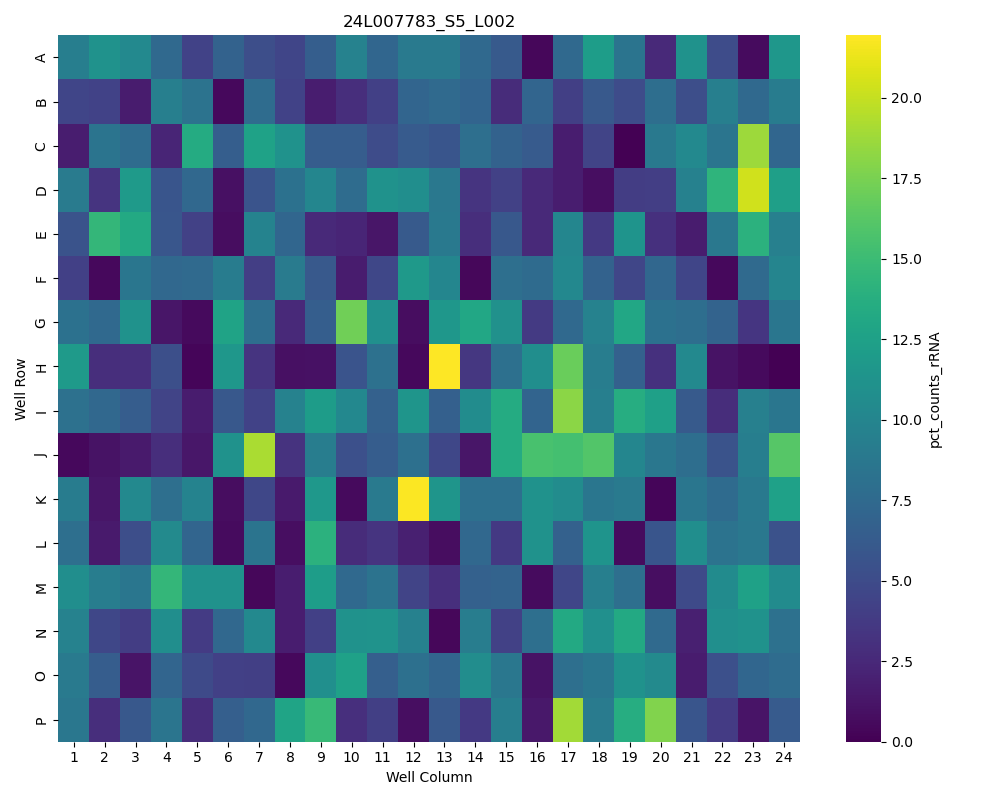 24L007783_S5_L002
A
B
C
D
E
F
G
H
I
J
K
L
M
N
O
P
Well Row
1 2 3 4 5 6 7 8 9 10 11 12 13 14 15 16 17 18 19 20 21 22 23 24
Well Column
20.0
17.5
15.0
12.5
10.0
7.5
5.0
2.5
0.0
pct_counts_rRNA